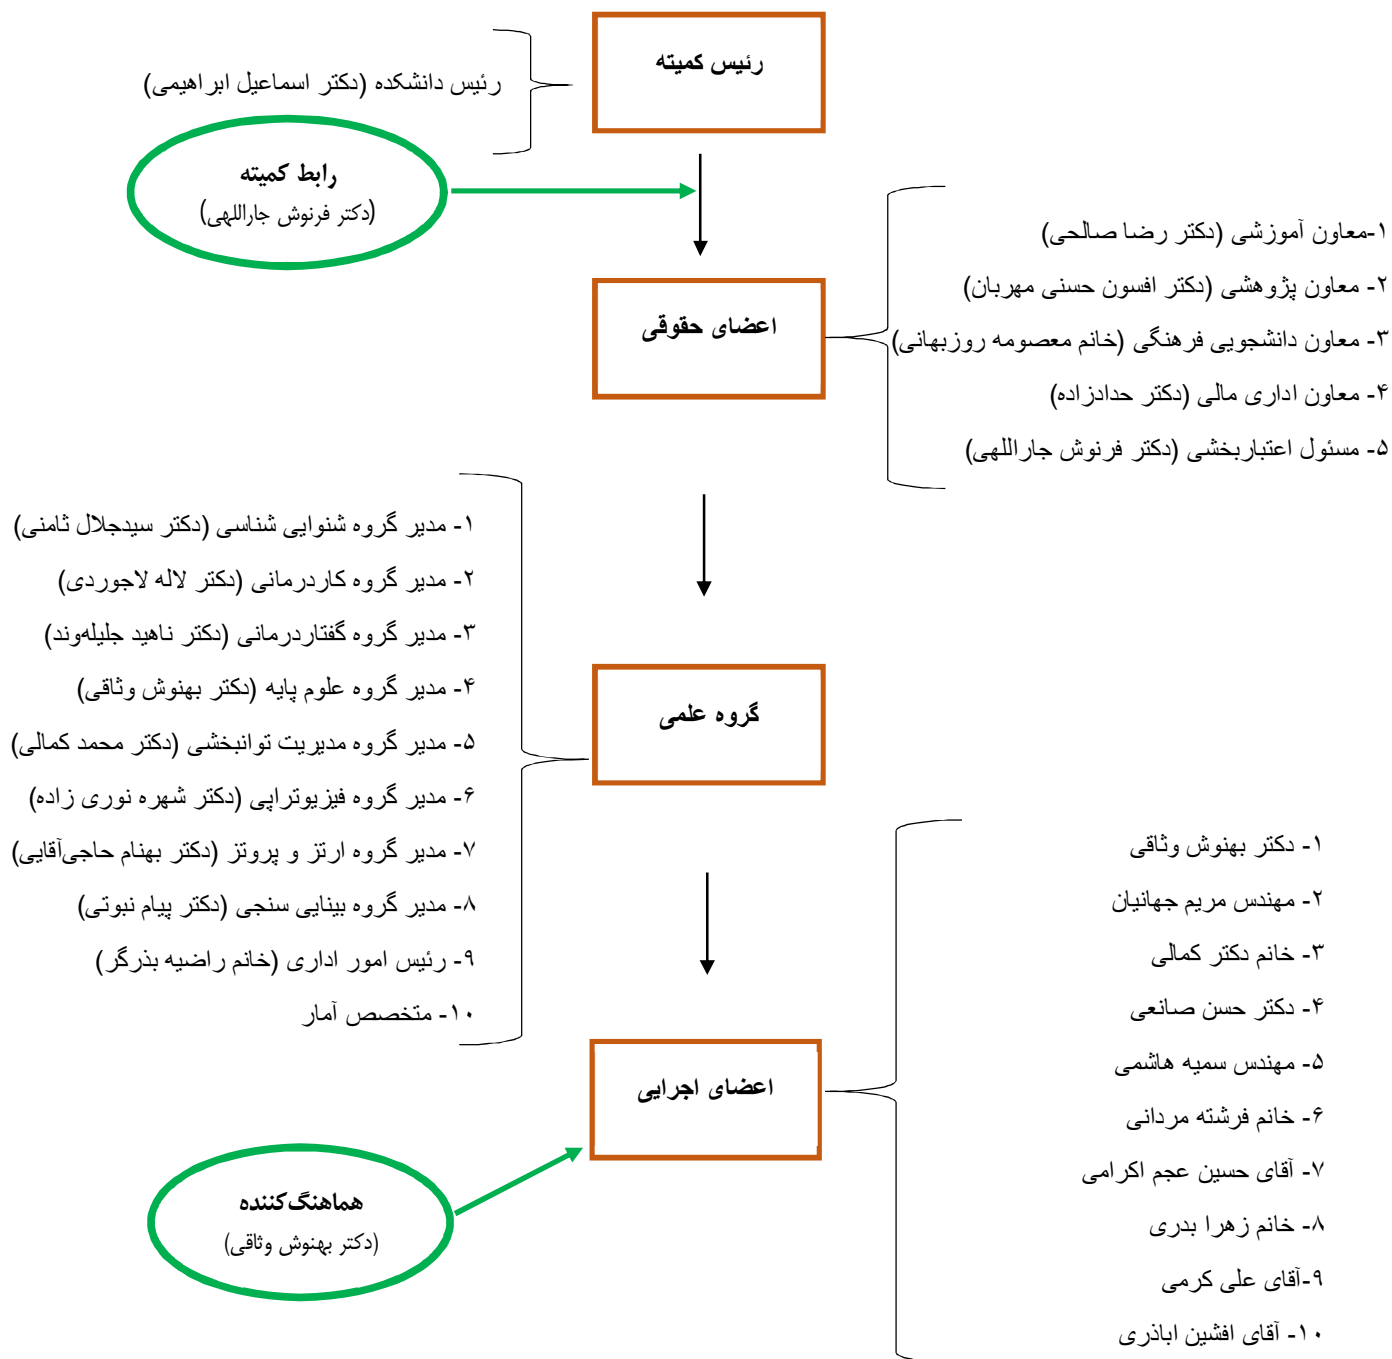 رئیس کمیته
رئیس دانشکده (دکتر اسماعیل ابراهیمی)
رابط کمیته
(دکتر فرنوش جاراللهی)
اعضای حقوقی
۱-معاون آموزشی (دکتر رضا صالحی)
۲- معاون پژوهشی (دکتر افسون حسنی مهربان)
۳- معاون دانشجویی فرهنگی (خانم معصومه روزبهانی)
۴- معاون اداری مالی (دکتر حدادزاده)
۵- مسئول اعتباربخشی (دکتر فرنوش جاراللهی)
گروه علمی
۱- مدیر گروه شنوایی شناسی (دکتر سیدجلال ثامنی)
۲- مدیر گروه کاردرمانی (دکتر لاله لاجوردی)
۳- مدیر گروه گفتاردرمانی (دکتر ناهید جلیله‌وند)
۴- مدیر گروه علوم پایه (دکتر بهنوش وثاقی)
۵- مدیر گروه مدیریت توانبخشی (دکتر محمد کمالی)
۶- مدیر گروه فیزیوتراپی (دکتر شهره نوری زاده)
۷- مدیر گروه ارتز و پروتز (دکتر بهنام حاجی‌آقایی)
۸- مدیر گروه بینایی سنجی (دکتر پیام نبوتی)
۹- رئیس امور اداری (خانم راضیه بذرگر)
۱۰- متخصص آمار
اعضای اجرایی
۱- دکتر بهنوش وثاقی
۲- مهندس مریم جهانیان
۳- خانم دکتر کمالی
۴- دکتر حسن صانعی
۵- مهندس سمیه هاشمی
۶- خانم فرشته مردانی
۷- آقای حسین عجم اکرامی
۸- خانم زهرا بدری
۹-آقای علی کرمی
۱۰- آقای افشین اباذری
هماهنگ‌کننده
(دکتر بهنوش وثاقی)